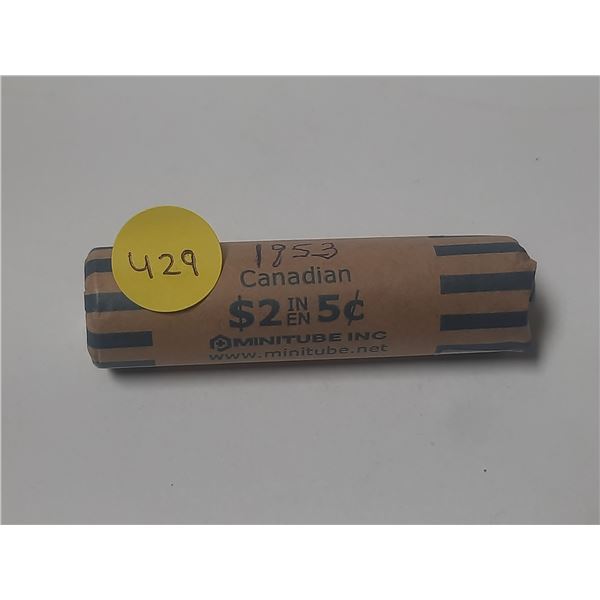 429
1953
Canadian
$2 IN EN 5¢
MINITUBE INC
www.minitube.net